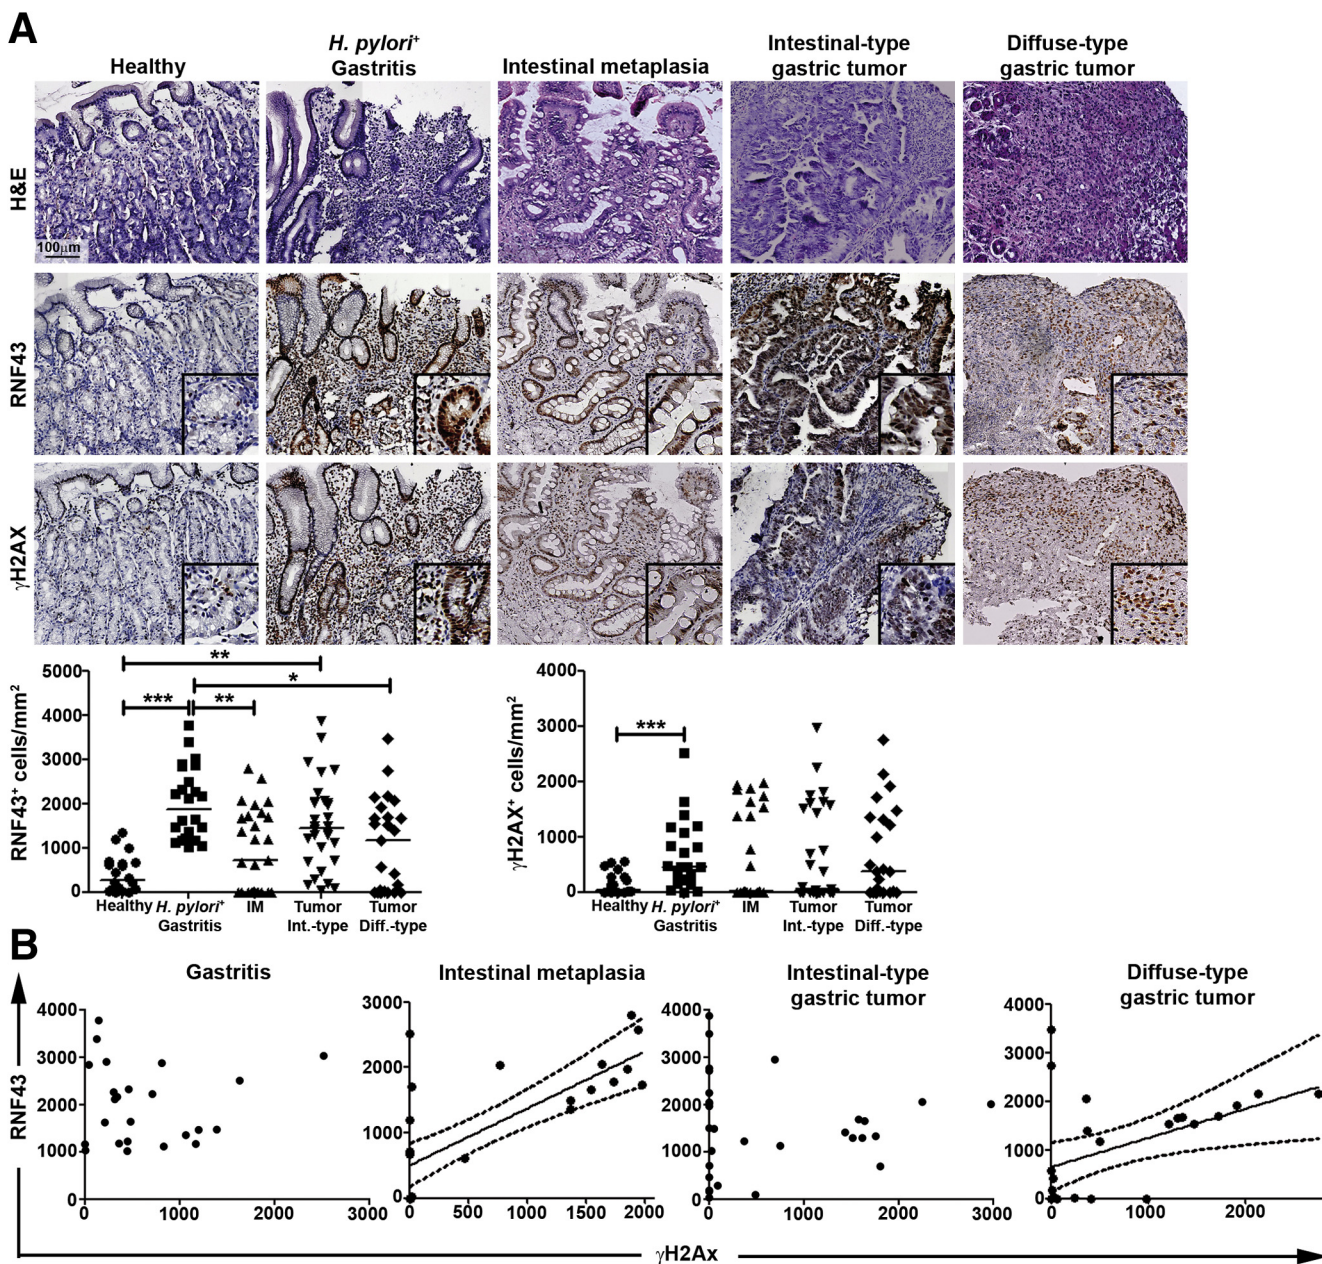 A
Healthy
H. pylori⁺
Gastritis
Intestinal metaplasia
Intestinal-type
gastric tumor
Diffuse-type
gastric tumor
H&E
100μm
RNF43
γH2AX
RNF43⁺ cells/mm²
5000
4000
3000
2000
1000
0
**
*
*** **
Healthy H. pylori⁺ IM Tumor Tumor
Gastritis Int.-type Diff.-type
γH2AX⁺ cells/mm²
4000
3000
2000
1000
0
***
Healthy H. pylori⁺ IM Tumor Tumor
Gastritis Int.-type Diff.-type
B
RNF43
Gastritis
4000
3000
2000
1000
0
0 1000 2000 3000
Intestinal metaplasia
3000
2000
1000
0
0 500 1000 1500 2000
Intestinal-type
gastric tumor
4000
3000
2000
1000
0
0 1000 2000 3000
Diffuse-type
gastric tumor
4000
3000
2000
1000
0
0 1000 2000
γH2Ax